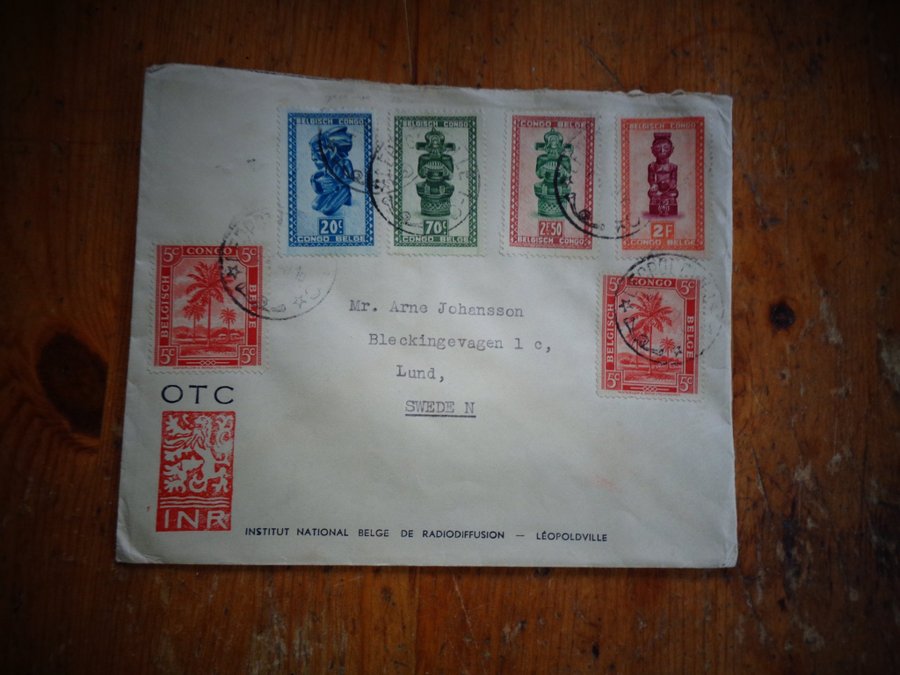 BELGISCH CONGO
20c
CONGO BELGE
BELGISCH CONGO
70c
CONGO BELGE
CONGO BELGE
2F50
BELGISCH CONGO
BELGISCH CONGO
2F
CONGO BELGE
5c CONGO 5c
BELGISCH
BELGE
5c 5c
5c CONGO 5c
BELGISCH
BELGE
5c 5c
Mr. Arne Johansson
Bleckingevagen 1 c,
Lund,
SWEDE N
OTC
INR
INSTITUT NATIONAL BELGE DE RADIODIFFUSION — LÉOPOLDVILLE